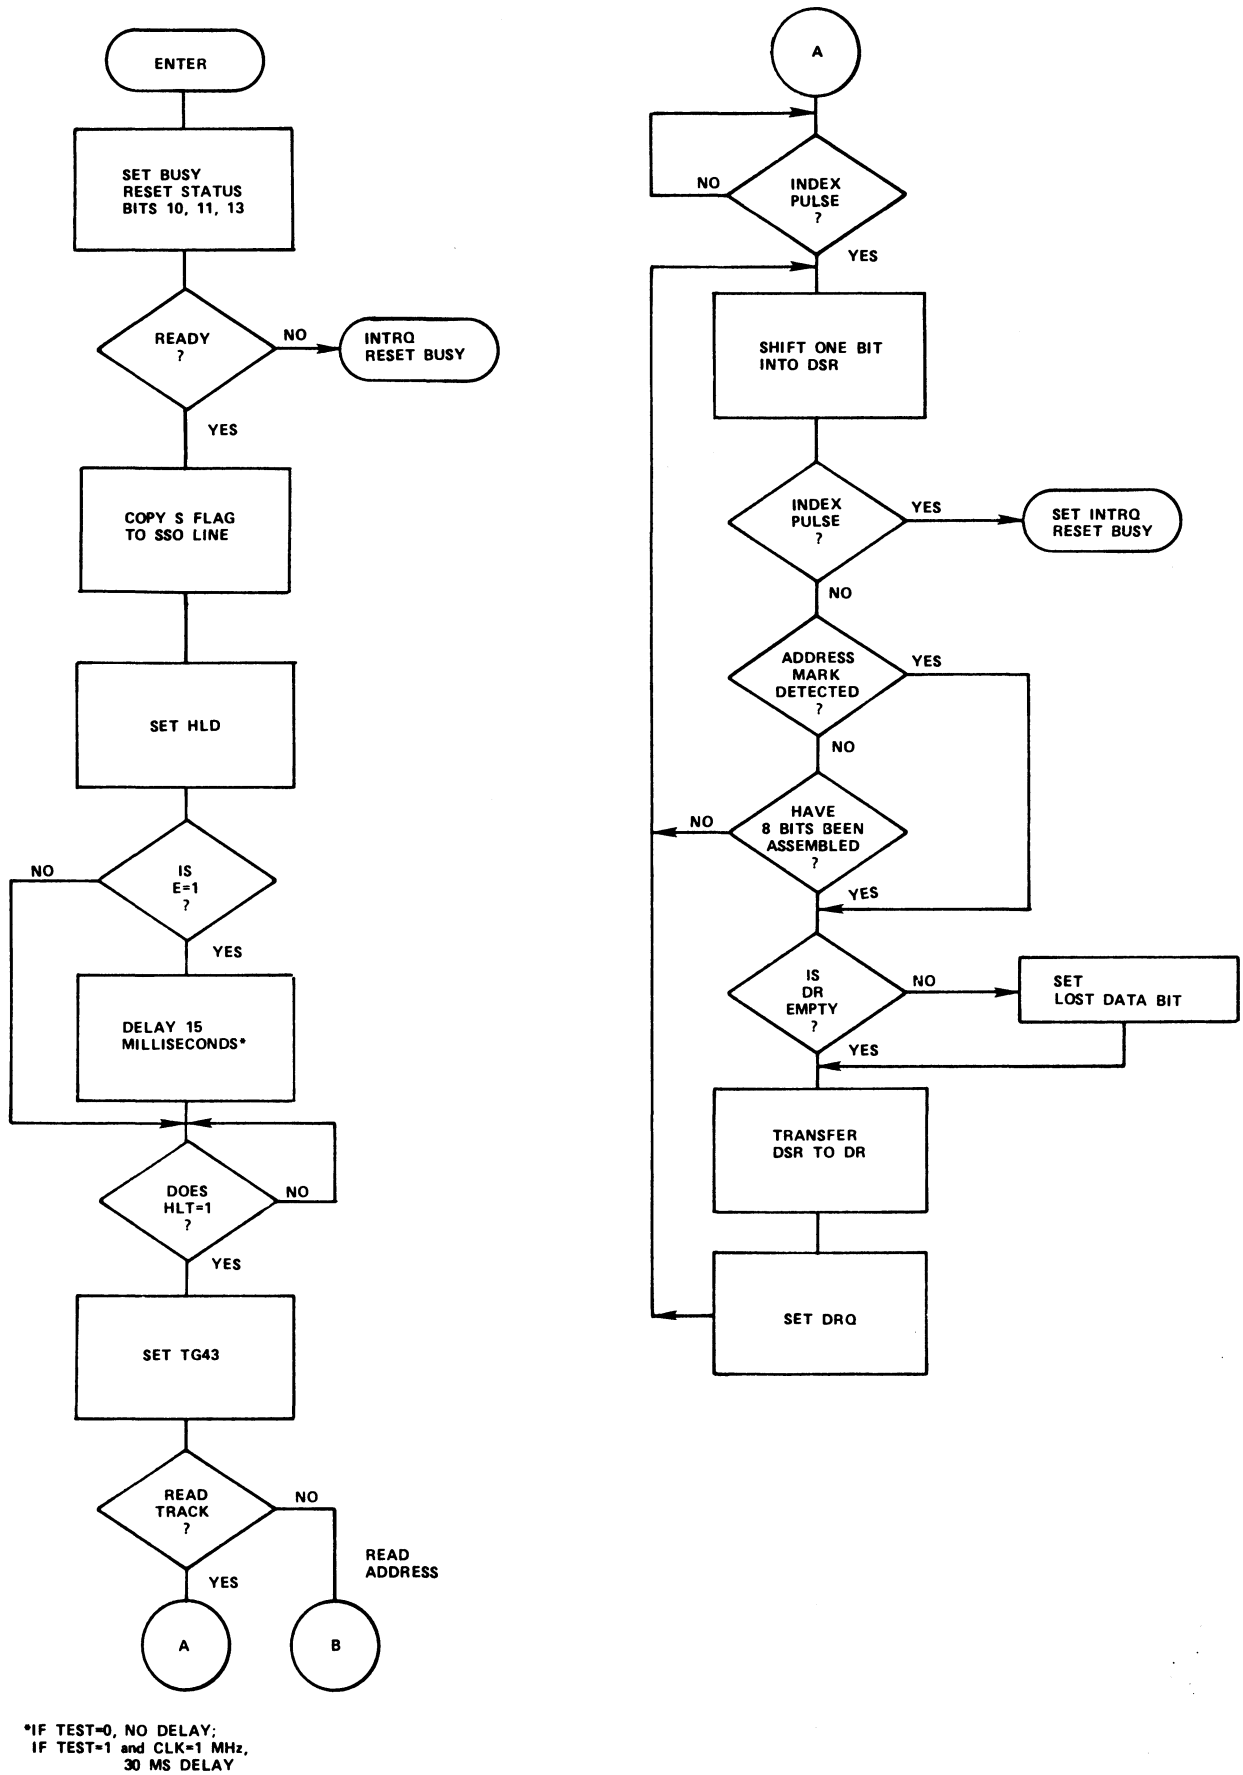 ENTER
SET BUSY
RESET STATUS
BITS 10, 11, 13
READY
?
NO
INTRQ
RESET BUSY
YES
COPY S FLAG
TO SSO LINE
SET HLD
NO
IS
E=1
?
YES
DELAY 15
MILLISECONDS*
DOES
HLT=1
?
NO
YES
SET TG43
READ
TRACK
?
NO
READ
ADDRESS
YES
A
B
*IF TEST=0, NO DELAY;
IF TEST=1 and CLK=1 MHz,
30 MS DELAY
A
NO
INDEX
PULSE
?
YES
SHIFT ONE BIT
INTO DSR
INDEX
PULSE
?
YES
SET INTRQ
RESET BUSY
NO
ADDRESS
MARK
DETECTED
?
YES
NO
NO
HAVE
8 BITS BEEN
ASSEMBLED
?
YES
IS
DR
EMPTY
?
NO
SET
LOST DATA BIT
YES
TRANSFER
DSR TO DR
SET DRQ